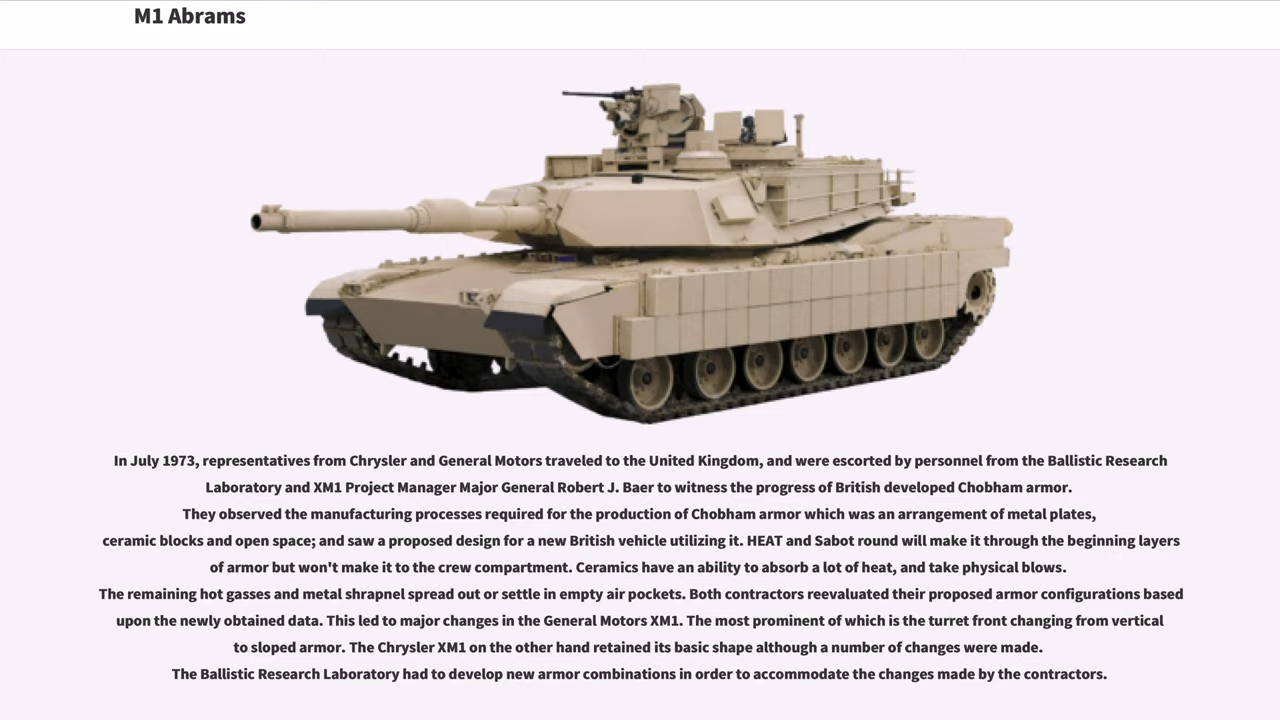 M1 Abrams
In July 1973, representatives from Chrysler and General Motors traveled to the United Kingdom, and were escorted by personnel from the Ballistic Research
Laboratory and XM1 Project Manager Major General Robert J. Baer to witness the progress of British developed Chobham armor.
They observed the manufacturing processes required for the production of Chobham armor which was an arrangement of metal plates,
ceramic blocks and open space; and saw a proposed design for a new British vehicle utilizing it. HEAT and Sabot round will make it through the beginning layers
of armor but won't make it to the crew compartment. Ceramics have an ability to absorb a lot of heat, and take physical blows.
The remaining hot gasses and metal shrapnel spread out or settle in empty air pockets. Both contractors reevaluated their proposed armor configurations based
upon the newly obtained data. This led to major changes in the General Motors XM1. The most prominent of which is the turret front changing from vertical
to sloped armor. The Chrysler XM1 on the other hand retained its basic shape although a number of changes were made.
The Ballistic Research Laboratory had to develop new armor combinations in order to accommodate the changes made by the contractors.